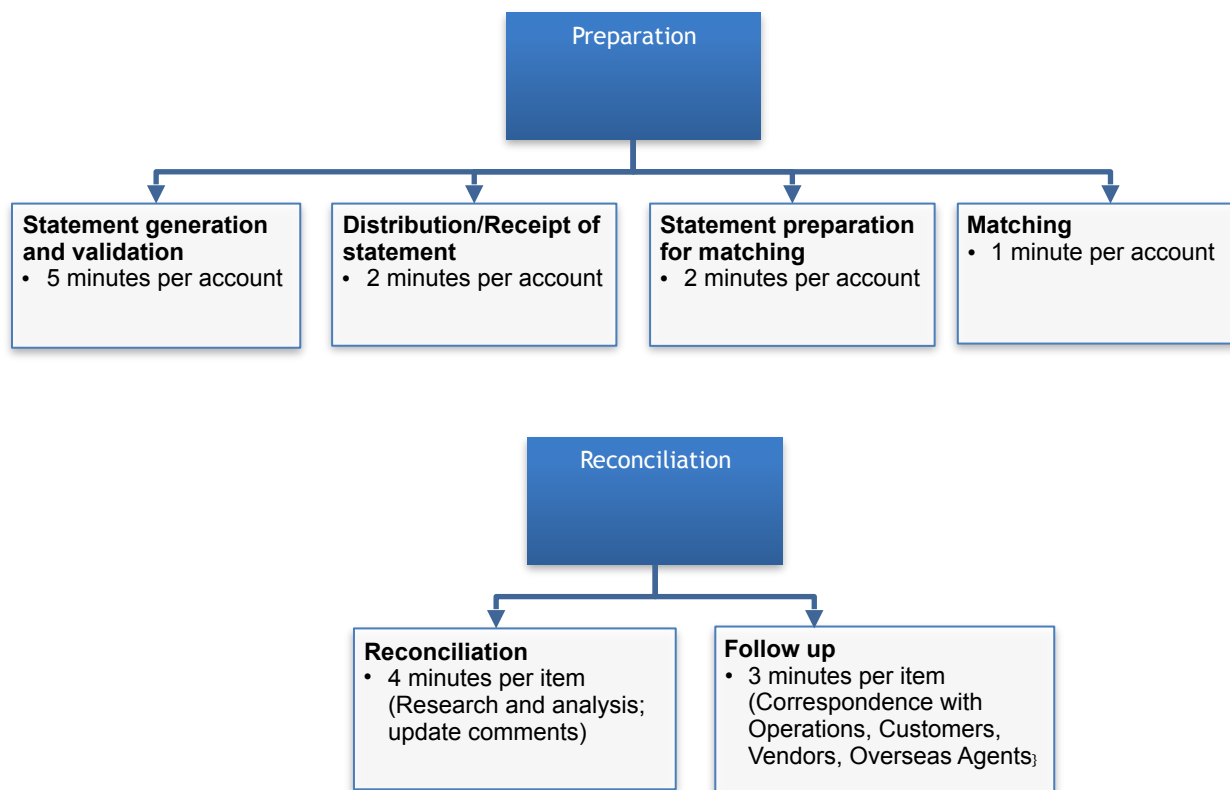 Preparation
Statement generation
and validation
• 5 minutes per account
Distribution/Receipt of
statement
• 2 minutes per account
Statement preparation
for matching
• 2 minutes per account
Matching
• 1 minute per account
Reconciliation
Reconciliation
• 4 minutes per item
(Research and analysis;
update comments)
Follow up
• 3 minutes per item
(Correspondence with
Operations, Customers,
Vendors, Overseas Agents}